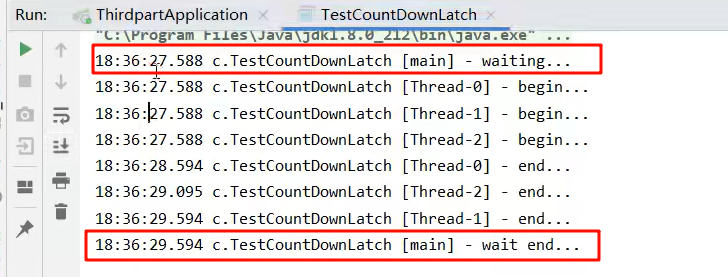 Run: ThirdpartApplication × TestCountDownLatch ×
"C:\Program Files\Java\jdk1.8.0_212\bin\java.exe" ...
18:36:27.588 c.TestCountDownLatch [main] - waiting...
18:36:27.588 c.TestCountDownLatch [Thread-0] - begin...
18:36:27.588 c.TestCountDownLatch [Thread-1] - begin...
18:36:27.588 c.TestCountDownLatch [Thread-2] - begin...
18:36:28.594 c.TestCountDownLatch [Thread-0] - end...
18:36:29.095 c.TestCountDownLatch [Thread-2] - end...
18:36:29.594 c.TestCountDownLatch [Thread-1] - end...
18:36:29.594 c.TestCountDownLatch [main] - wait end...